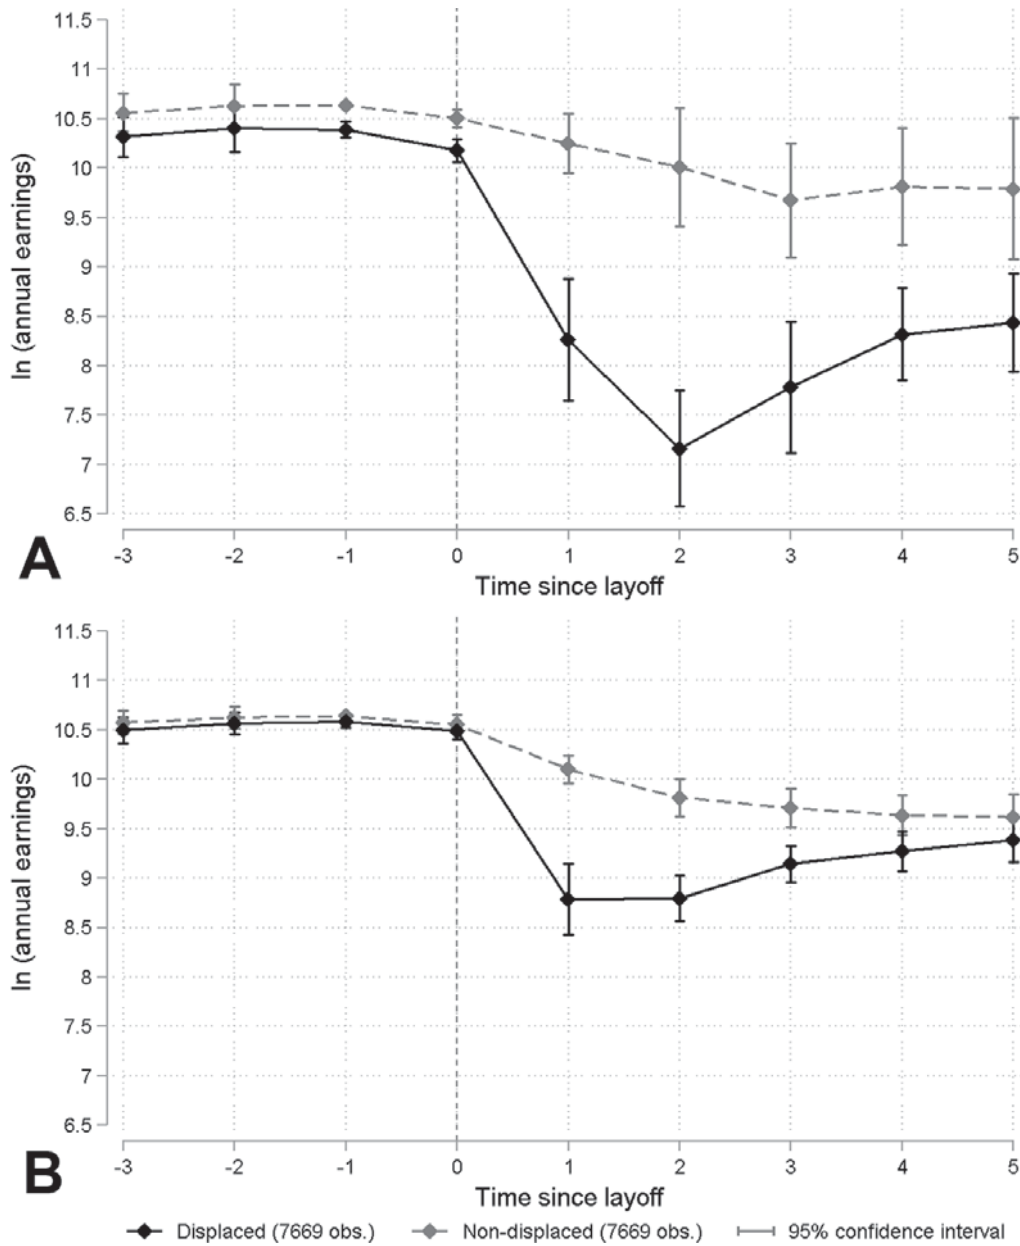 11.5
11
10.5
10
9.5
9
8.5
8
7.5
7
6.5
ln (annual earnings)
-3 -2 -1 0 1 2 3 4 5
Time since layoff
A
11.5
11
10.5
10
9.5
9
8.5
8
7.5
7
6.5
ln (annual earnings)
-3 -2 -1 0 1 2 3 4 5
Time since layoff
B
Displaced (7669 obs.) Non-displaced (7669 obs.) 95% confidence interval